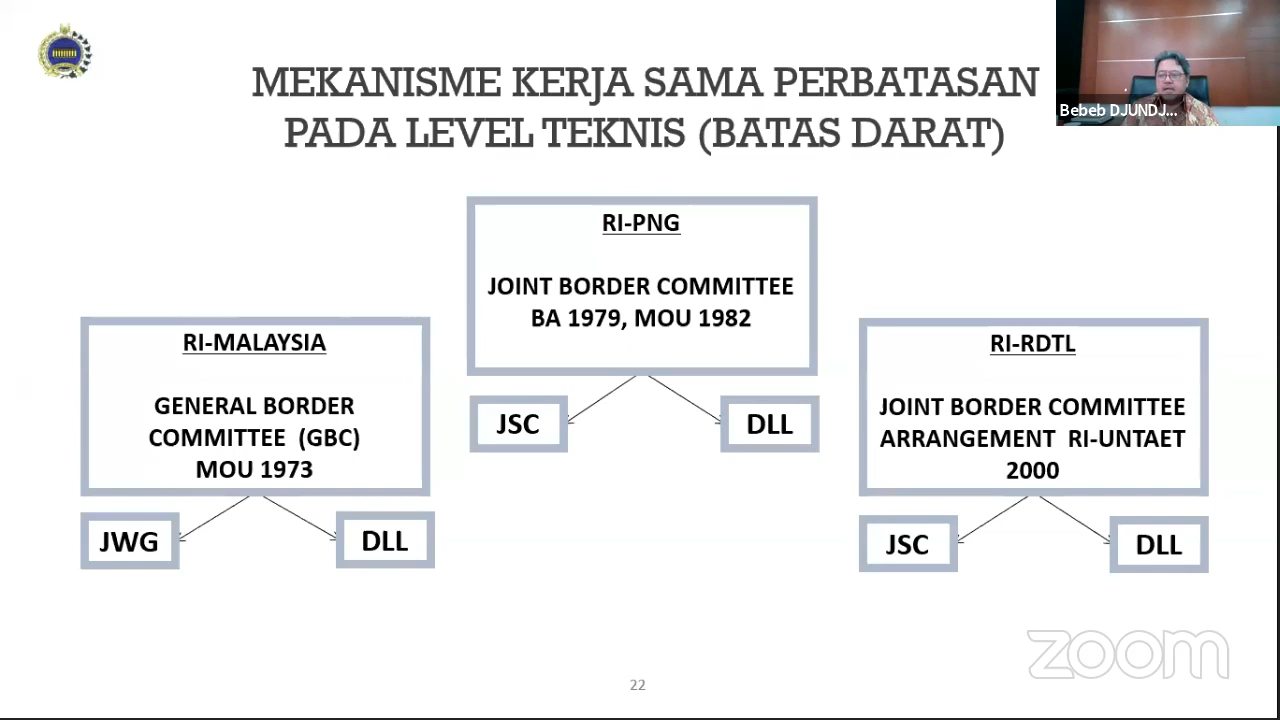 MEKANISME KERJA SAMA PERBATASAN
PADA LEVEL TEKNIS (BATAS DARAT)
Bebeb DJUNDJ...
RI-PNG
JOINT BORDER COMMITTEE
BA 1979, MOU 1982
JSC
DLL
RI-MALAYSIA
GENERAL BORDER
COMMITTEE (GBC)
MOU 1973
JWG
DLL
RI-RDTL
JOINT BORDER COMMITTEE
ARRANGEMENT RI-UNTAET
2000
JSC
DLL
zoom
22